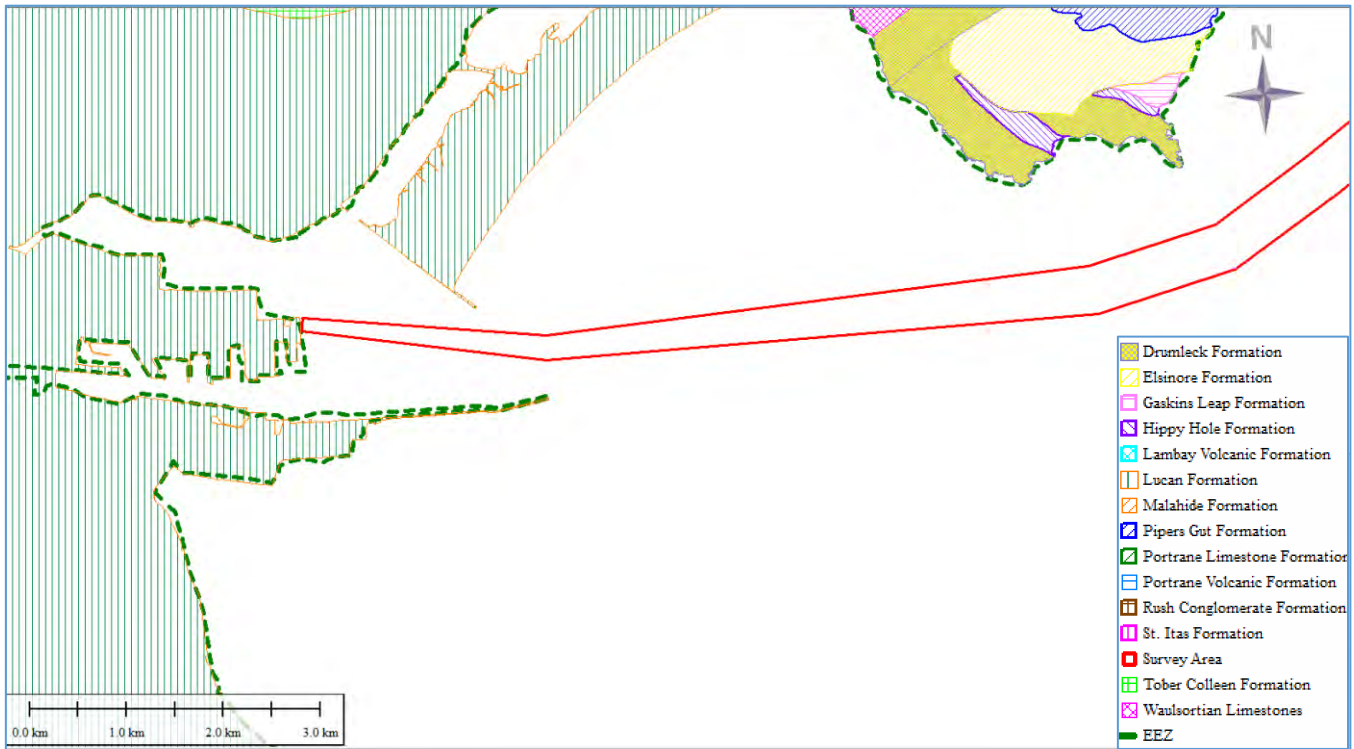 N
Drumleck Formation
Elsinore Formation
Gaskins Leap Formation
Hippy Hole Formation
Lambay Volcanic Formation
Lucan Formation
Malahide Formation
Pipers Gut Formation
Portrane Limestone Formation
Portrane Volcanic Formation
Rush Conglomerate Formation
St. Itas Formation
Survey Area
Tober Colleen Formation
Waulsortian Limestones
EEZ
0.0 km 1.0 km 2.0 km 3.0 km